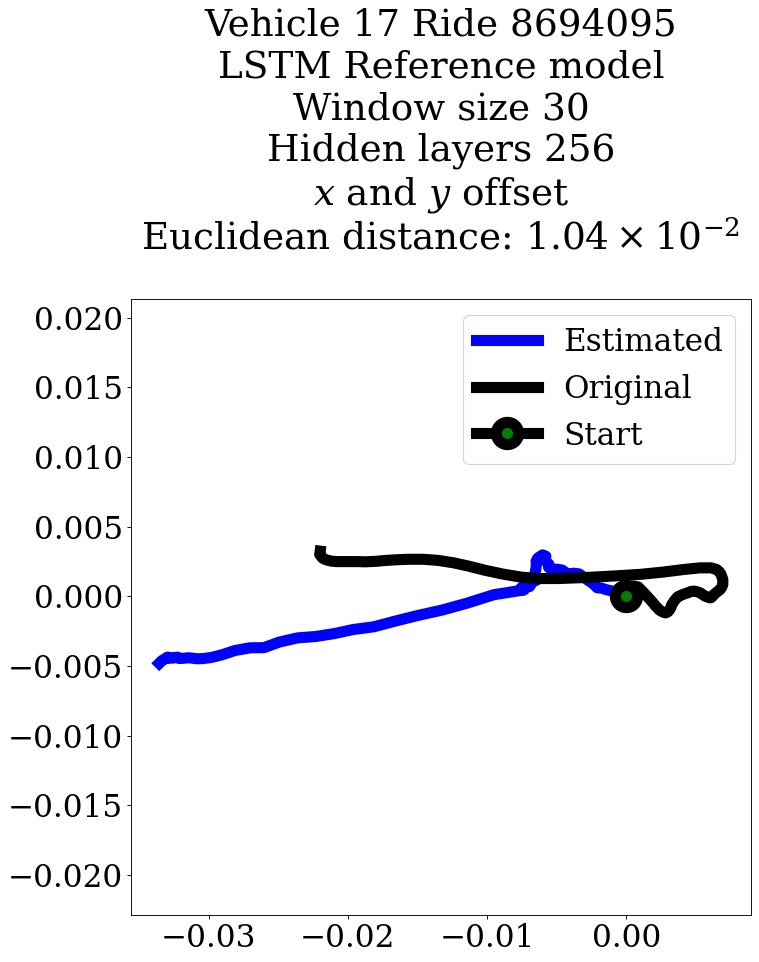 Vehicle 17 Ride 8694095
LSTM Reference model
Window size 30
Hidden layers 256
x and y offset
Euclidean distance: 1.04 × 10⁻²
Estimated
Original
Start
0.020
0.015
0.010
0.005
0.000
−0.005
−0.010
−0.015
−0.020
−0.03 −0.02 −0.01 0.00